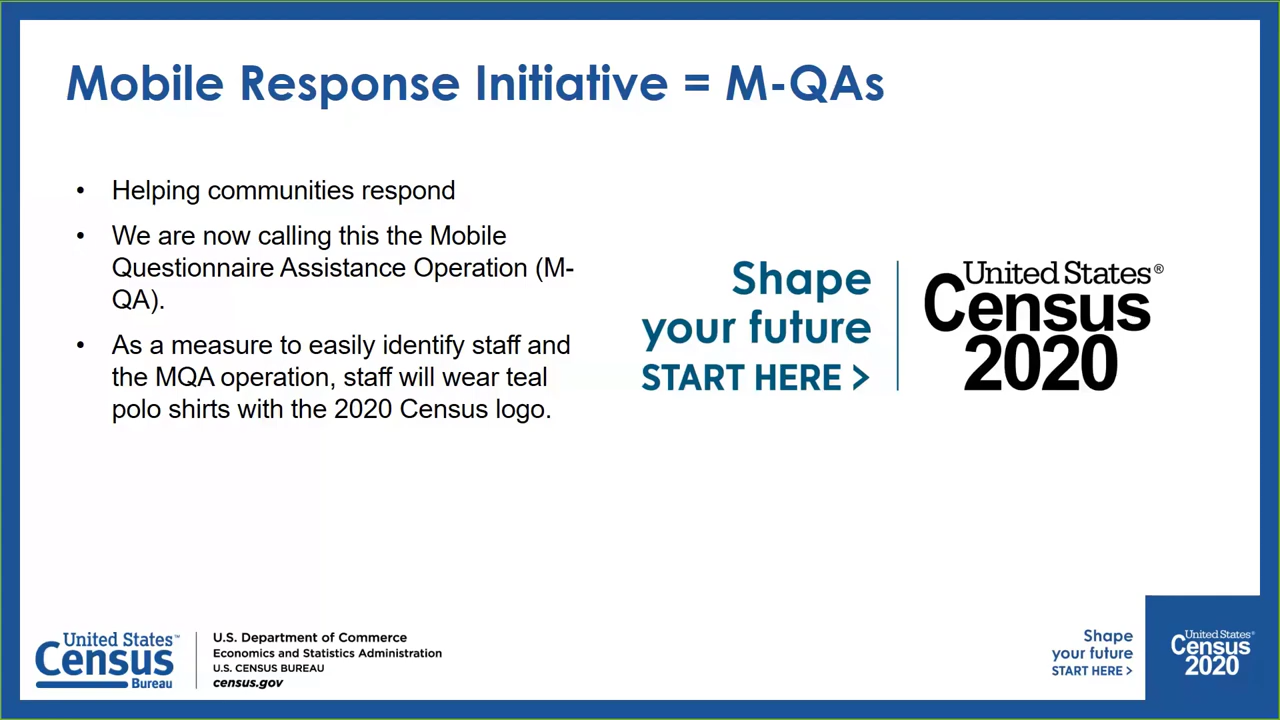 Mobile Response Initiative = M-QAs
• Helping communities respond
• We are now calling this the Mobile
Questionnaire Assistance Operation (M-
QA).
• As a measure to easily identify staff and
the MQA operation, staff will wear teal
polo shirts with the 2020 Census logo.
Shape
your future
START HERE >
United States®
Census
2020
United States™
Census
Bureau
U.S. Department of Commerce
Economics and Statistics Administration
U.S. CENSUS BUREAU
census.gov
Shape
your future
START HERE >
United States®
Census
2020